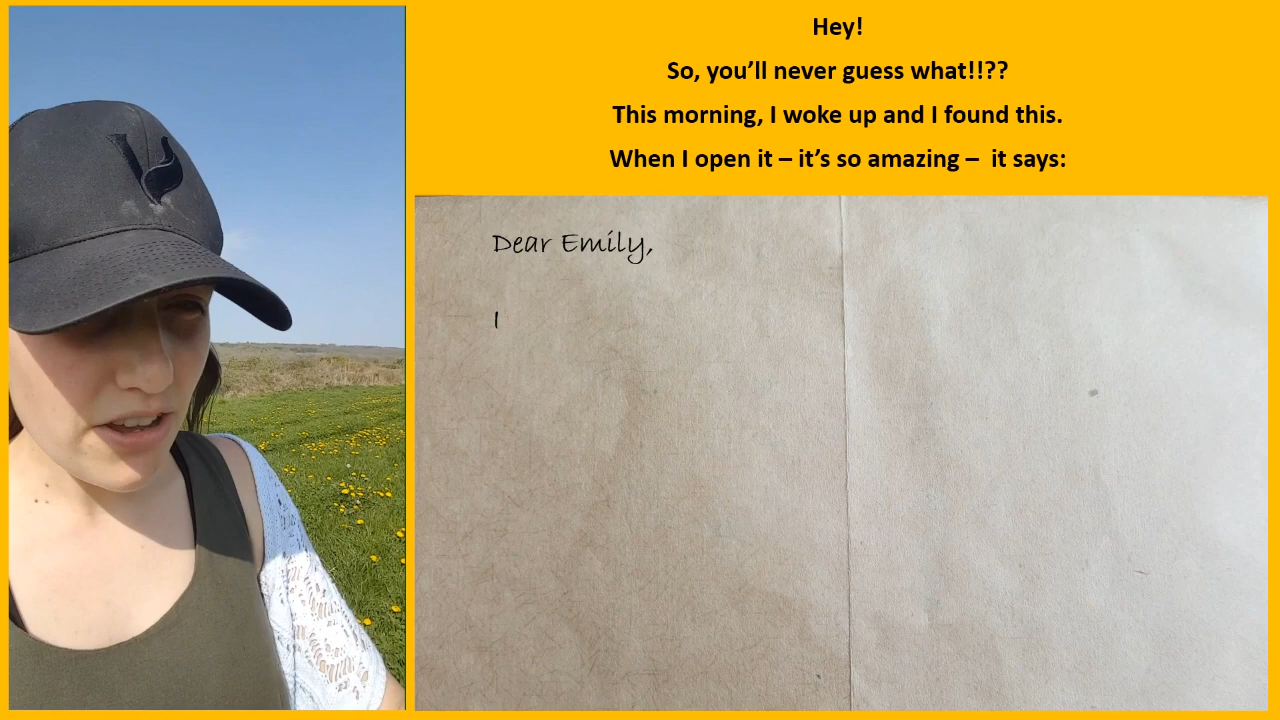 Hey!
So, you’ll never guess what!!??
This morning, I woke up and I found this.
When I open it – it’s so amazing – it says:
Dear Emily,
I